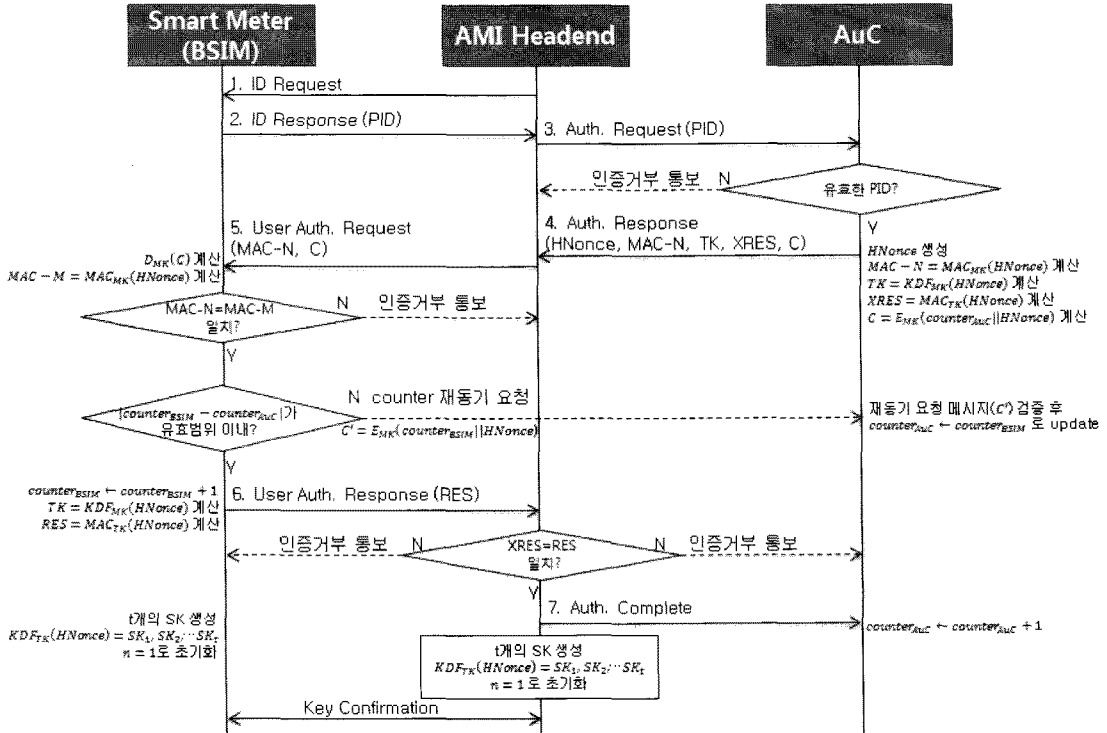 Smart Meter
(BSIM)
AMI Headend
AuC
1. ID Request
2. ID Response (PID)
3. Auth. Request (PID)
유효한 PID?
N
인증거부 통보
Y
4. Auth. Response
(HNonce, MAC-N, TK, XRES, C)
HNonce 생성
MAC − N = MAC_MK(HNonce) 계산
TK = KDF_MK(HNonce) 계산
XRES = MAC_TK(HNonce) 계산
C = E_MK(counter_AuC||HNonce) 계산
5. User Auth. Request
(MAC-N, C)
D_MK(C) 계산
MAC − M = MAC_MK(HNonce) 계산
MAC-N=MAC-M
일치?
N
인증거부 통보
Y
|counter_BSIM − counter_AuC|가
유효범위 이내?
N counter 재동기 요청
C' = E_MK(counter_BSIM||HNonce)
재동기 요청 메시지(C') 검증 후
counter_AuC ← counter_BSIM 로 update
Y
counter_BSIM ← counter_BSIM + 1
TK = KDF_MK(HNonce) 계산
RES = MAC_TK(HNonce) 계산
6. User Auth. Response (RES)
XRES=RES
일치?
인증거부 통보
N
N
인증거부 통보
Y
7. Auth. Complete
counter_AuC ← counter_AuC + 1
t개의 SK 생성
KDF_TK(HNonce) = SK_1, SK_2,⋯SK_t
n = 1로 초기화
t개의 SK 생성
KDF_TK(HNonce) = SK_1, SK_2,⋯SK_t
n = 1로 초기화
Key Confirmation